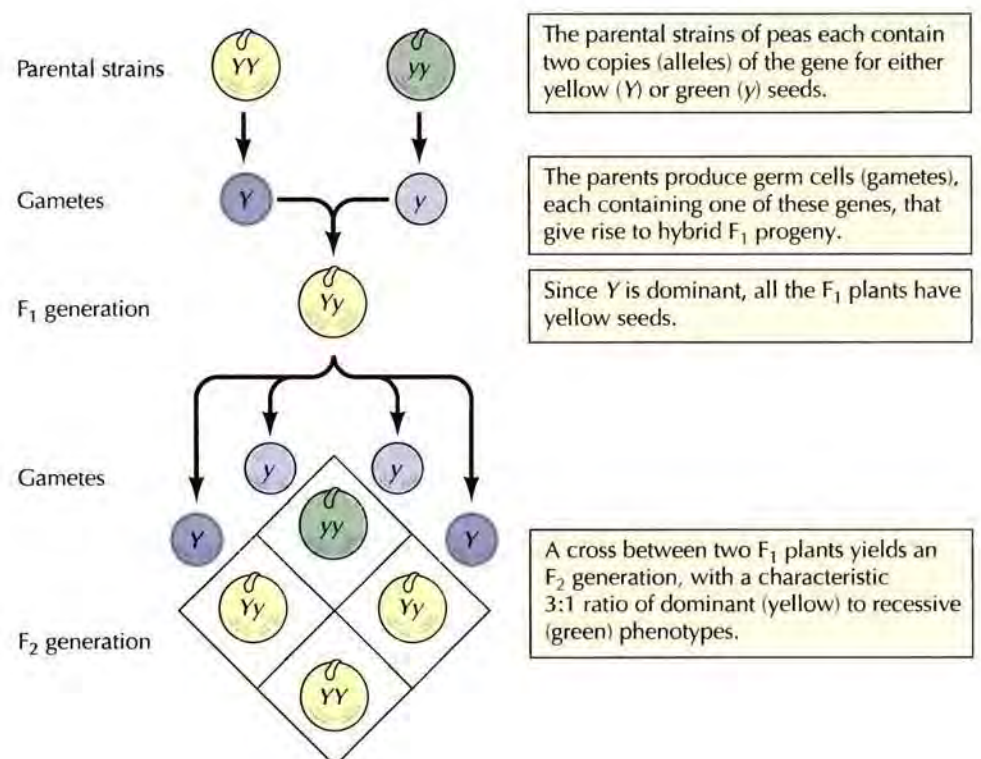 Parental strains
YY
yy
The parental strains of peas each contain
two copies (alleles) of the gene for either
yellow (Y) or green (y) seeds.
Gametes
Y
y
The parents produce germ cells (gametes),
each containing one of these genes, that
give rise to hybrid F₁ progeny.
F₁ generation
Yy
Since Y is dominant, all the F₁ plants have
yellow seeds.
Gametes
y
y
Y
Y
yy
F₂ generation
Yy
Yy
YY
A cross between two F₁ plants yields an
F₂ generation, with a characteristic
3:1 ratio of dominant (yellow) to recessive
(green) phenotypes.